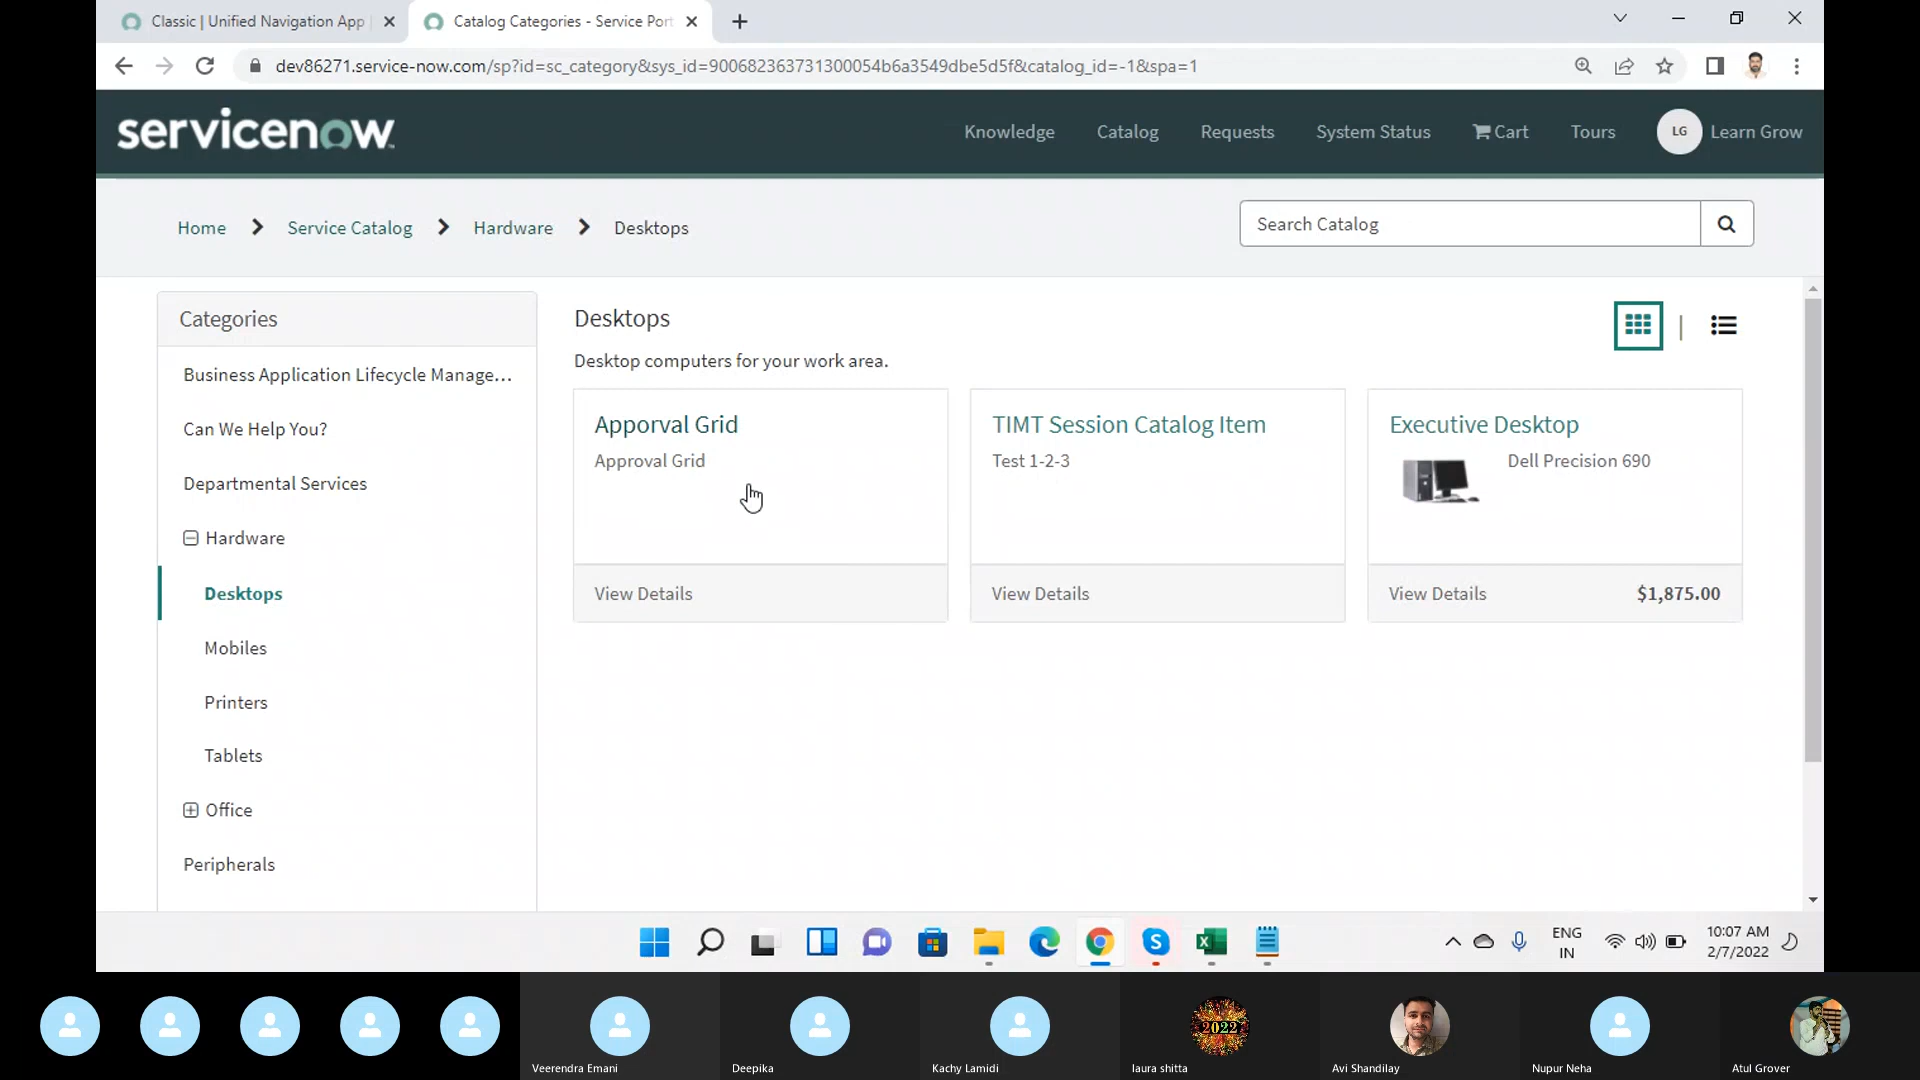 Classic | Unified Navigation App
Catalog Categories - Service Port
dev86271.service-now.com/sp?id=sc_category&sys_id=900682363731300054b6a3549dbe5d5f&catalog_id=-1&spa=1
servicenow
Knowledge
Catalog
Requests
System Status
Cart
Tours
LG
Learn Grow
Home
Service Catalog
Hardware
Desktops
Search Catalog
Categories
Business Application Lifecycle Manage...
Can We Help You?
Departmental Services
Hardware
Desktops
Mobiles
Printers
Tablets
Office
Peripherals
Desktops
Desktop computers for your work area.
Apporval Grid
Approval Grid
View Details
TIMT Session Catalog Item
Test 1-2-3
View Details
Executive Desktop
Dell Precision 690
View Details
$1,875.00
ENG
IN
10:07 AM
2/7/2022
2022
Veerendra Emani
Deepika
Kachy Lamidi
laura shitta
Avi Shandilay
Nupur Neha
Atul Grover